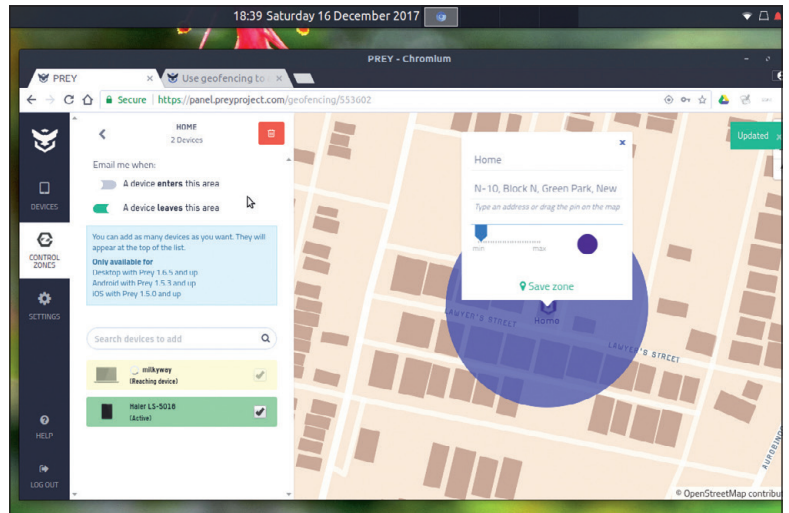 18:39 Saturday 16 December 2017
PREY - Chromium
PREY
Use geofencing to
Secure
https://panel.preyproject.com/geofencing/553602
DEVICES
CONTROL
ZONES
SETTINGS
HELP
LOG OUT
HOME
2 Devices
Email me when:
A device enters this area
A device leaves this area
You can add as many devices as you want. They will
appear at the top of the list.
Only available for
Desktop with Prey 1.6.5 and up
Android with Prey 1.5.3 and up
iOS with Prey 1.5.0 and up
Search devices to add
milkyway
(Reaching device)
Haier LS-5018
(Active)
Updated
Home
N-10, Block N, Green Park, New
Type an address or drag the pin on the map
min max
Save zone
Home
LAWYER'S STREET
LAWYER'S STREET
© OpenStreetMap